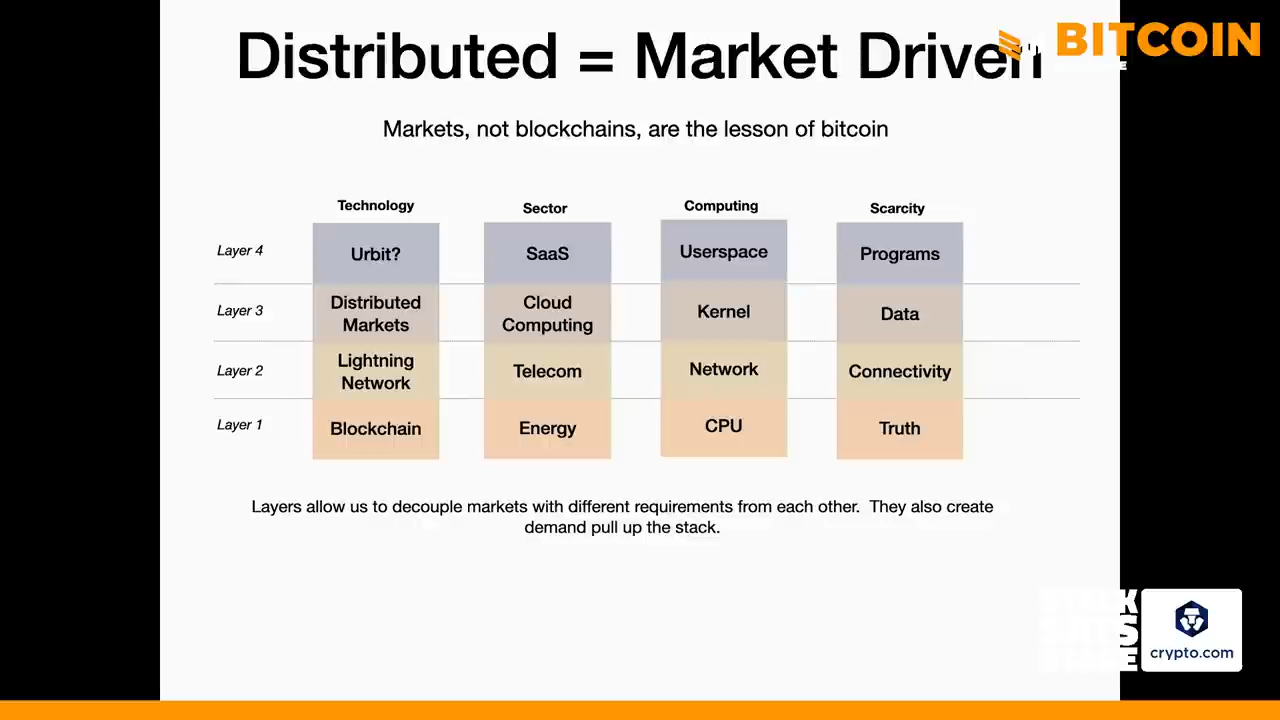 Distributed = Market Driven
BITCOIN
Markets, not blockchains, are the lesson of bitcoin
Technology Sector Computing Scarcity
Layer 4 Urbit? SaaS Userspace Programs
Layer 3 Distributed Markets Cloud Computing Kernel Data
Layer 2 Lightning Network Telecom Network Connectivity
Layer 1 Blockchain Energy CPU Truth
Layers allow us to decouple markets with different requirements from each other. They also create
demand pull up the stack.
crypto.com